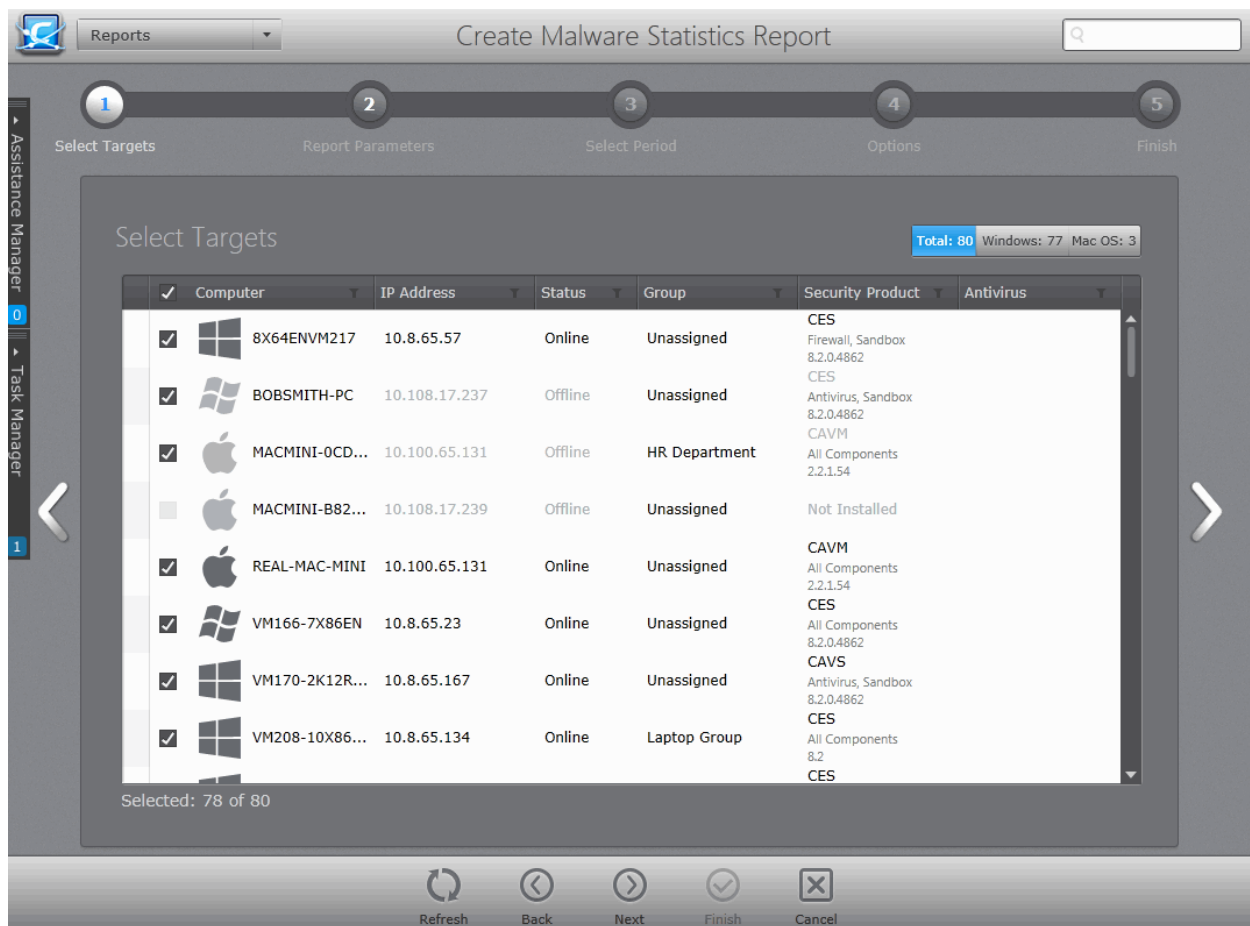 Reports
Create Malware Statistics Report
1
2
3
4
5
Select Targets
Report Parameters
Select Period
Options
Finish
Assistance Manager
0
Task Manager
1
Select Targets
Total: 80 Windows: 77 Mac OS: 3
Computer IP Address Status Group Security Product Antivirus
8X64ENVM217 10.8.65.57 Online Unassigned CES
Firewall, Sandbox
8.2.0.4862
BOBSMITH-PC 10.108.17.237 Offline Unassigned CES
Antivirus, Sandbox
8.2.0.4862
MACMINI-0CD... 10.100.65.131 Offline HR Department CAVM
All Components
2.2.1.54
MACMINI-B82... 10.108.17.239 Offline Unassigned Not Installed
REAL-MAC-MINI 10.100.65.131 Online Unassigned CAVM
All Components
2.2.1.54
VM166-7X86EN 10.8.65.23 Online Unassigned CES
All Components
8.2.0.4862
VM170-2K12R... 10.8.65.167 Online Unassigned CAVS
Antivirus, Sandbox
8.2.0.4862
VM208-10X86... 10.8.65.134 Online Laptop Group CES
All Components
8.2
CES
Selected: 78 of 80
Refresh
Back
Next
Finish
Cancel